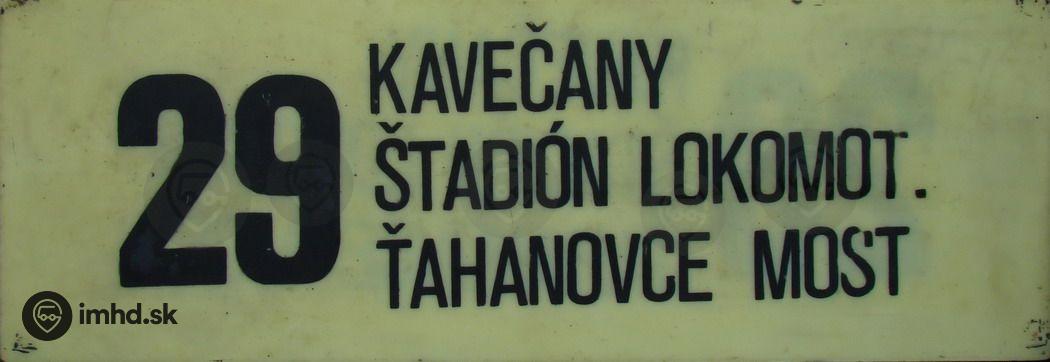 29
KAVEČANY
ŠTADIÓN LOKOMOT.
ŤAHANOVCE MOST
imhd.sk